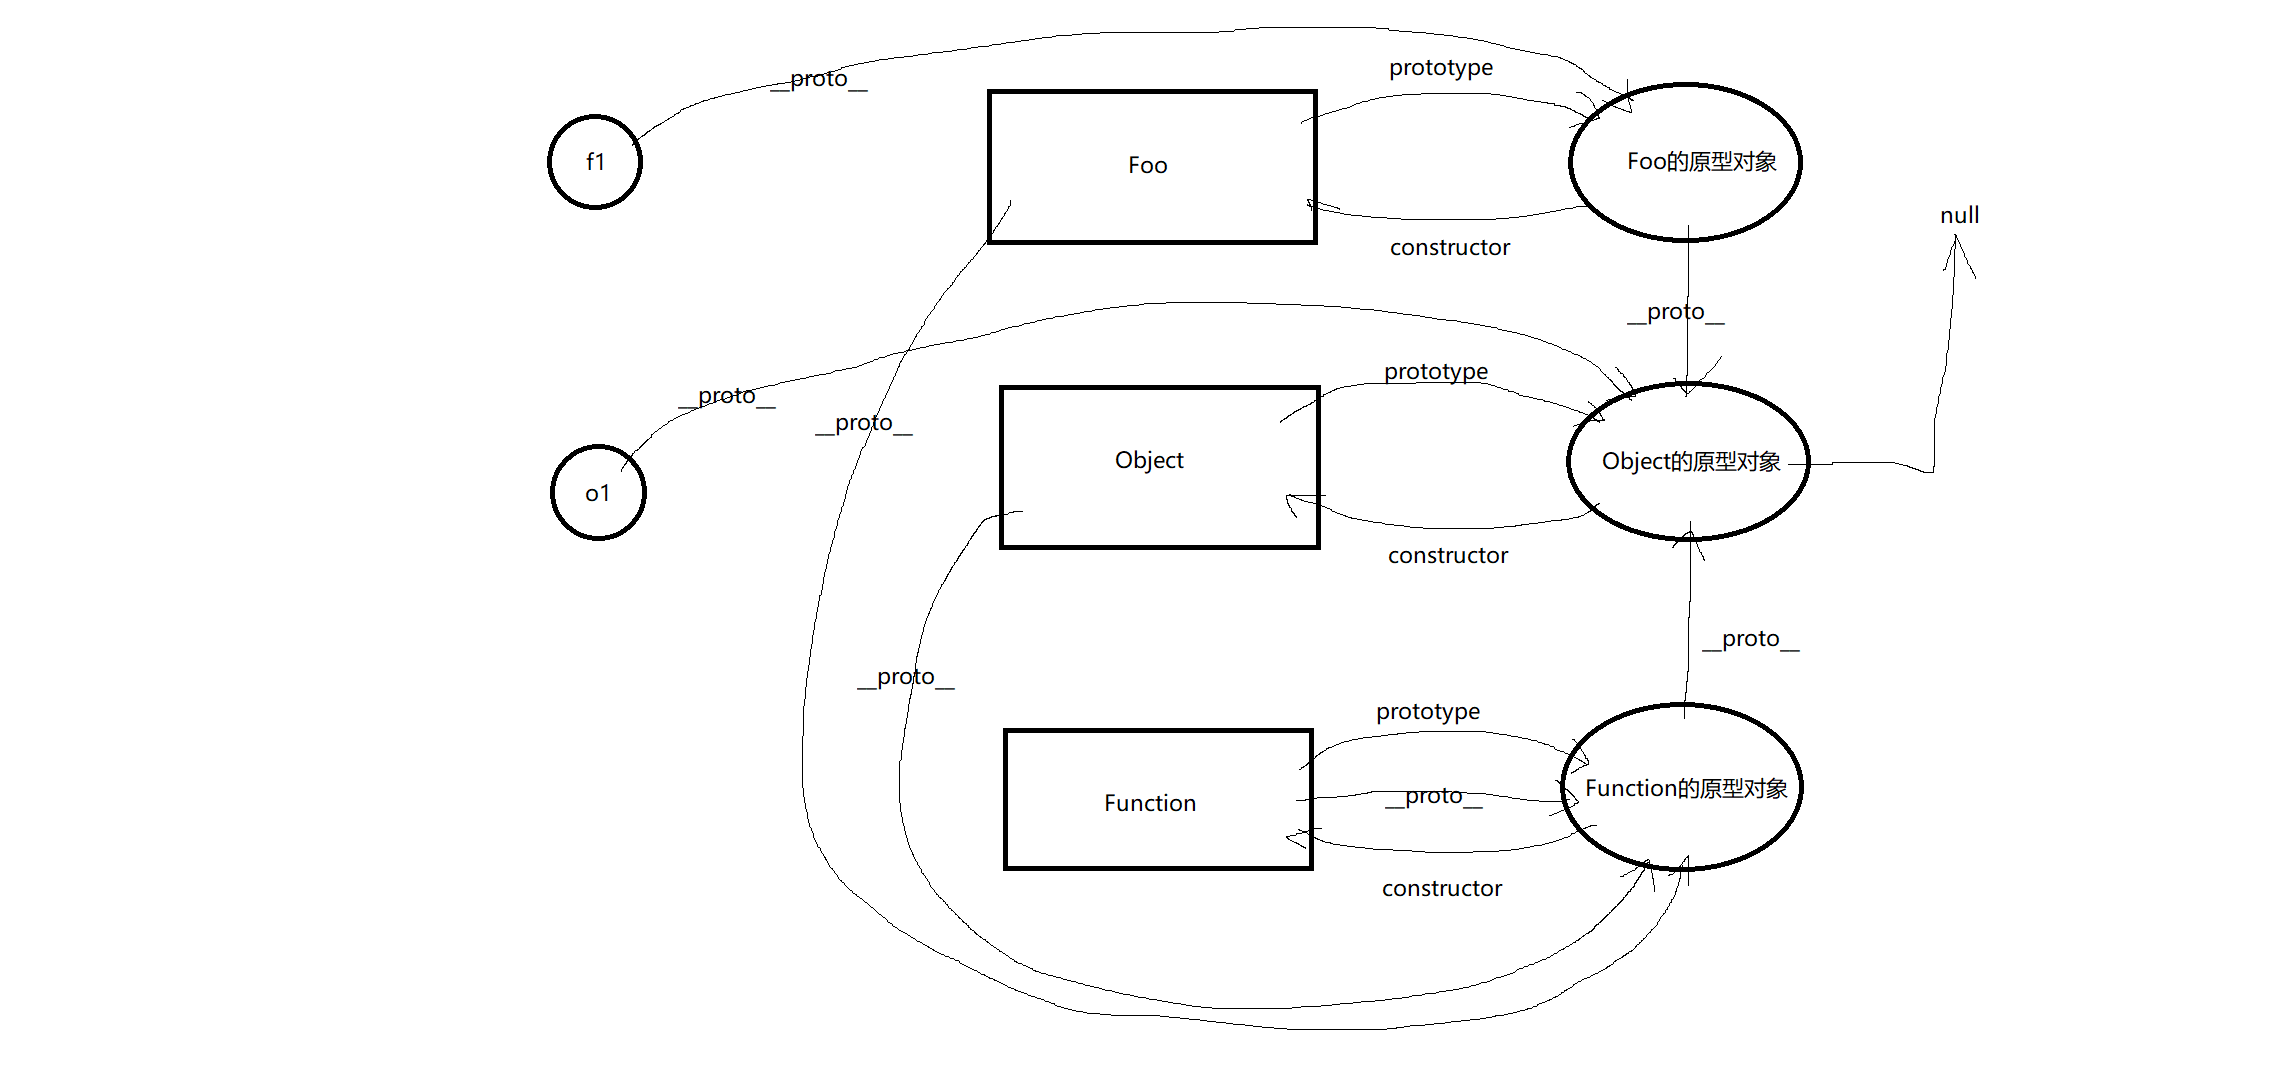 __proto__
prototype
f1
Foo
Foo的原型对象
null
constructor
__proto__
prototype
__proto__
__proto__
o1
Object
Object的原型对象
constructor
__proto__
__proto__
prototype
Function
__proto__
Function的原型对象
constructor